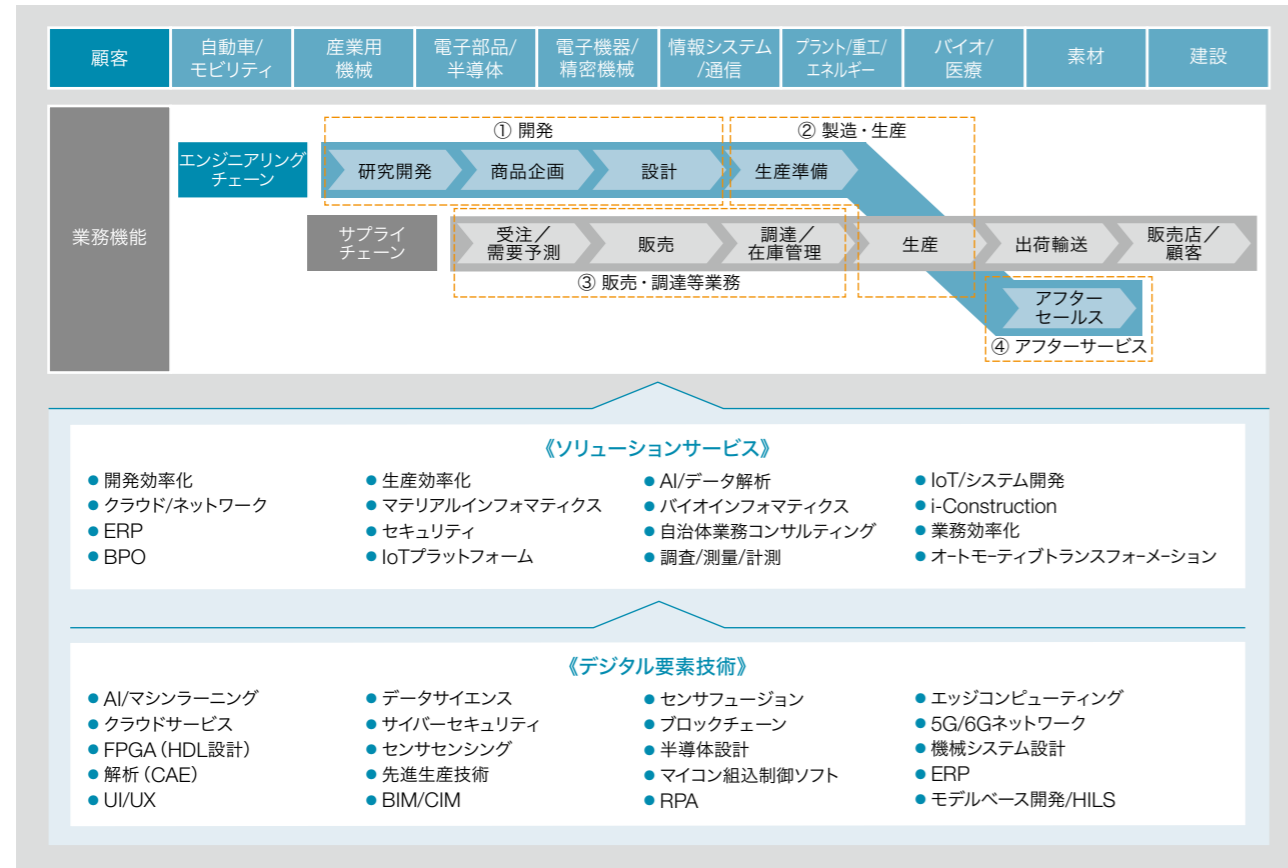 顧客
自動車/
モビリティ
産業用
機械
電子部品/
半導体
電子機器/
精密機械
情報システム
/通信
プラント/重工/
エネルギー
バイオ/
医療
素材
建設
業務機能
① 開発
② 製造・生産
エンジニアリング
チェーン
研究開発
商品企画
設計
生産準備
サプライ
チェーン
受注／
需要予測
販売
調達／
在庫管理
生産
出荷輸送
販売店／
顧客
③ 販売・調達等業務
アフター
セールス
④ アフターサービス
《ソリューションサービス》
● 開発効率化
● クラウド/ネットワーク
● ERP
● BPO
● 生産効率化
● マテリアルインフォマティクス
● セキュリティ
● IoTプラットフォーム
● AI/データ解析
● バイオインフォマティクス
● 自治体業務コンサルティング
● 調査/測量/計測
● IoT/システム開発
● i-Construction
● 業務効率化
● オートモーティブトランスフォーメーション
《デジタル要素技術》
● AI/マシンラーニング
● クラウドサービス
● FPGA（HDL設計）
● 解析（CAE）
● UI/UX
● データサイエンス
● サイバーセキュリティ
● センサセンシング
● 先進生産技術
● BIM/CIM
● センサフュージョン
● ブロックチェーン
● 半導体設計
● マイコン組込制御ソフト
● RPA
● エッジコンピューティング
● 5G/6Gネットワーク
● 機械システム設計
● ERP
● モデルベース開発/HILS